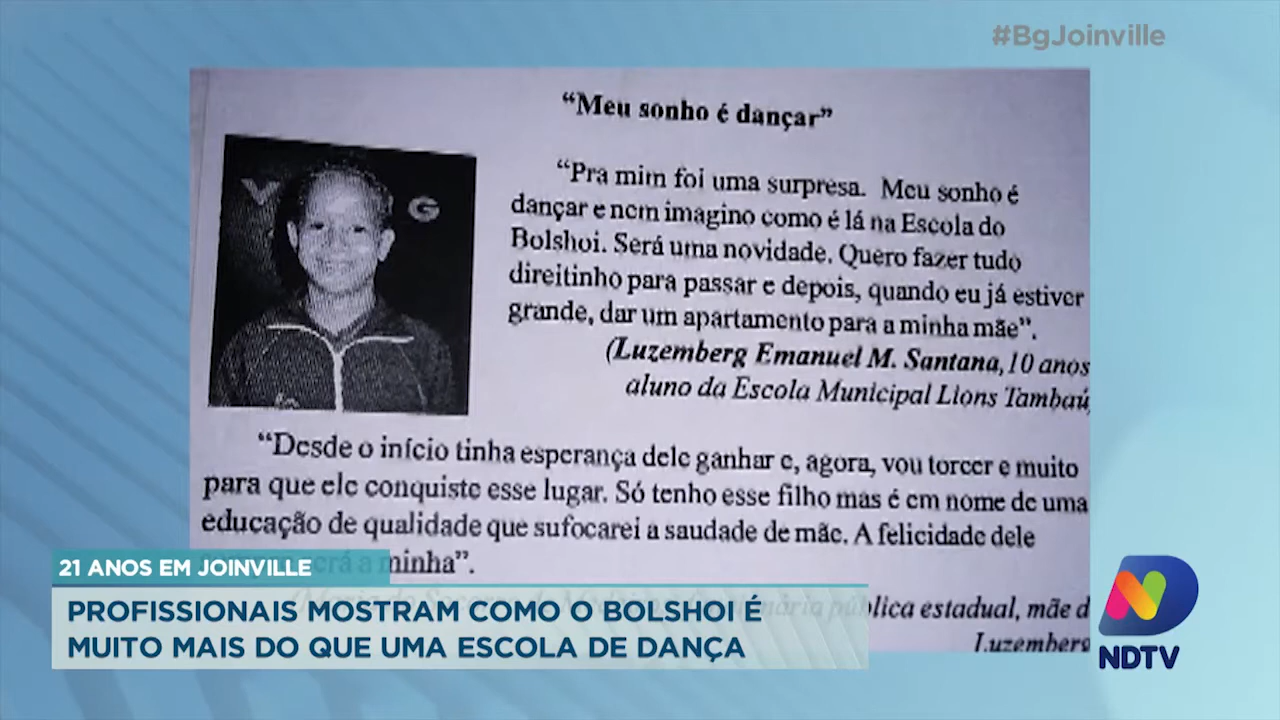 #BgJoinville
“Meu sonho é dançar”
V G
“Pra mim foi uma surpresa. Meu sonho é
dançar e nem imagino como é lá na Escola do
Bolshoi. Será uma novidade. Quero fazer tudo
direitinho para passar e depois, quando eu já estiver
grande, dar um apartamento para a minha mãe”.
(Luzemberg Emanuel M. Santana, 10 anos
aluno da Escola Municipal Lions Tambaú
“Desde o início tinha esperança dele ganhar e, agora, vou torcer e muito
para que ele conquiste esse lugar. Só tenho esse filho mas é em nome de uma
educação de qualidade que sufocarei a saudade de mãe. A felicidade dele
minha”.
pública estadual, mãe d
Luzemberg
21 ANOS EM JOINVILLE
PROFISSIONAIS MOSTRAM COMO O BOLSHOI É
MUITO MAIS DO QUE UMA ESCOLA DE DANÇA
NDTV